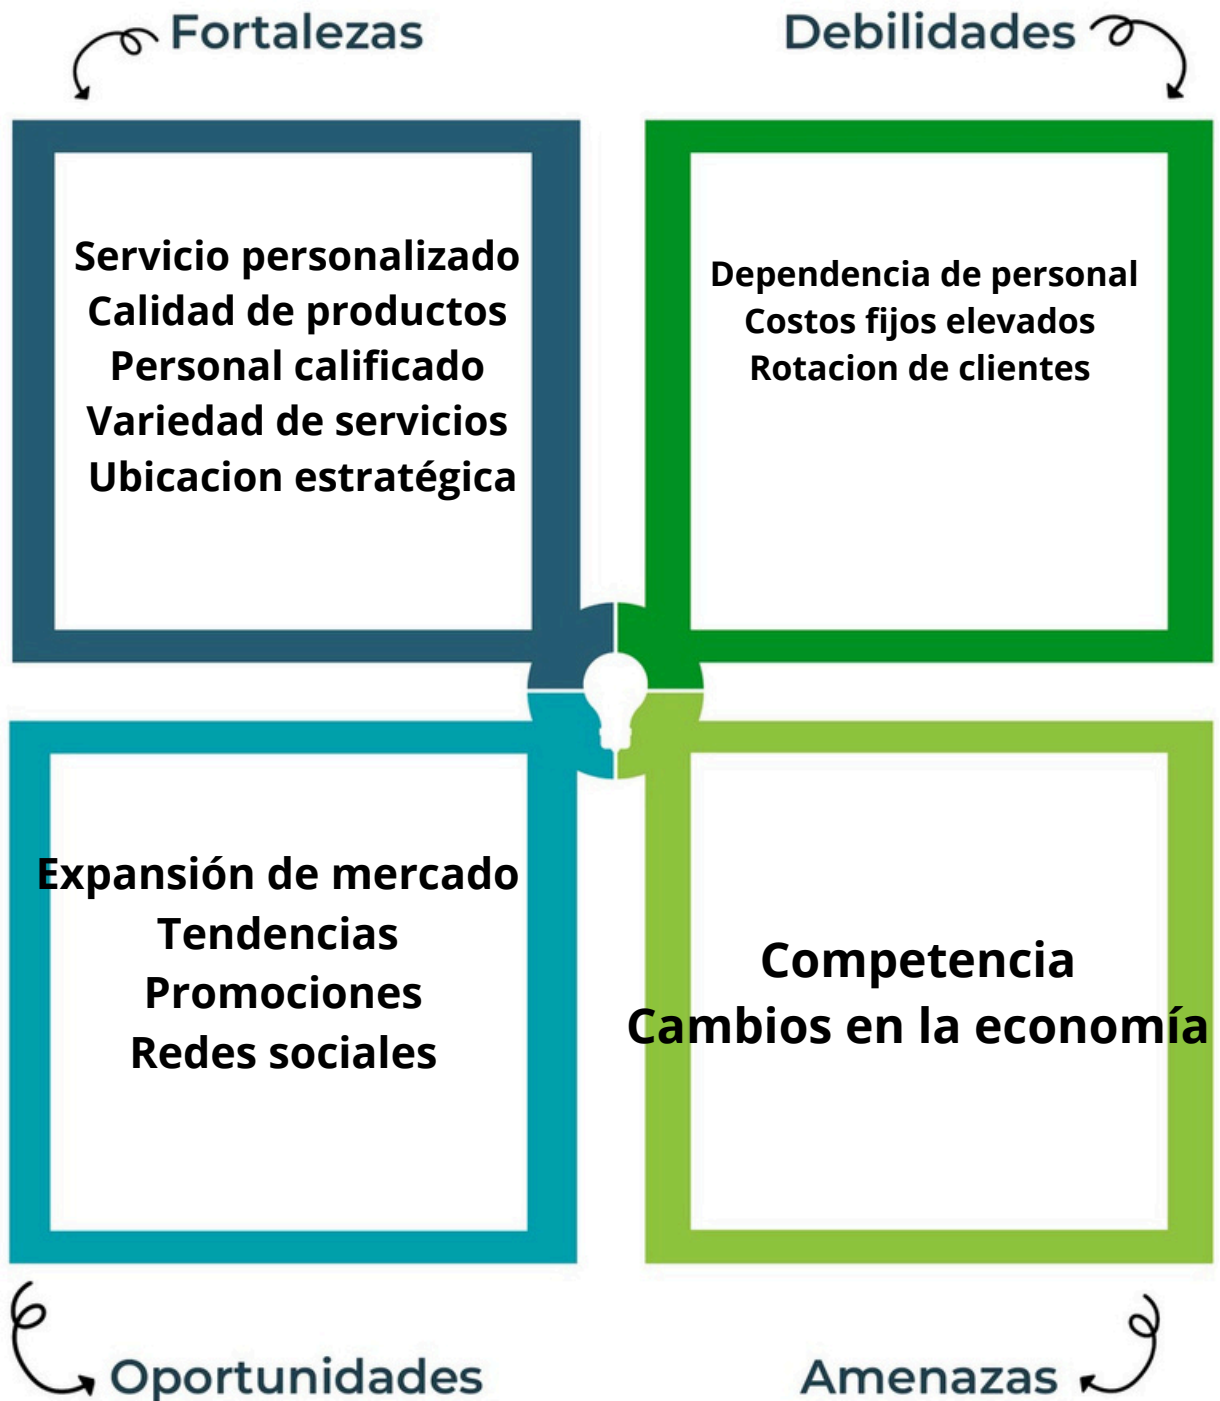 Fortalezas
Debilidades
Servicio personalizado
Calidad de productos
Personal calificado
Variedad de servicios
Ubicacion estratégica
Dependencia de personal
Costos fijos elevados
Rotacion de clientes
Expansión de mercado
Tendencias
Promociones
Redes sociales
Competencia
Cambios en la economía
Oportunidades
Amenazas